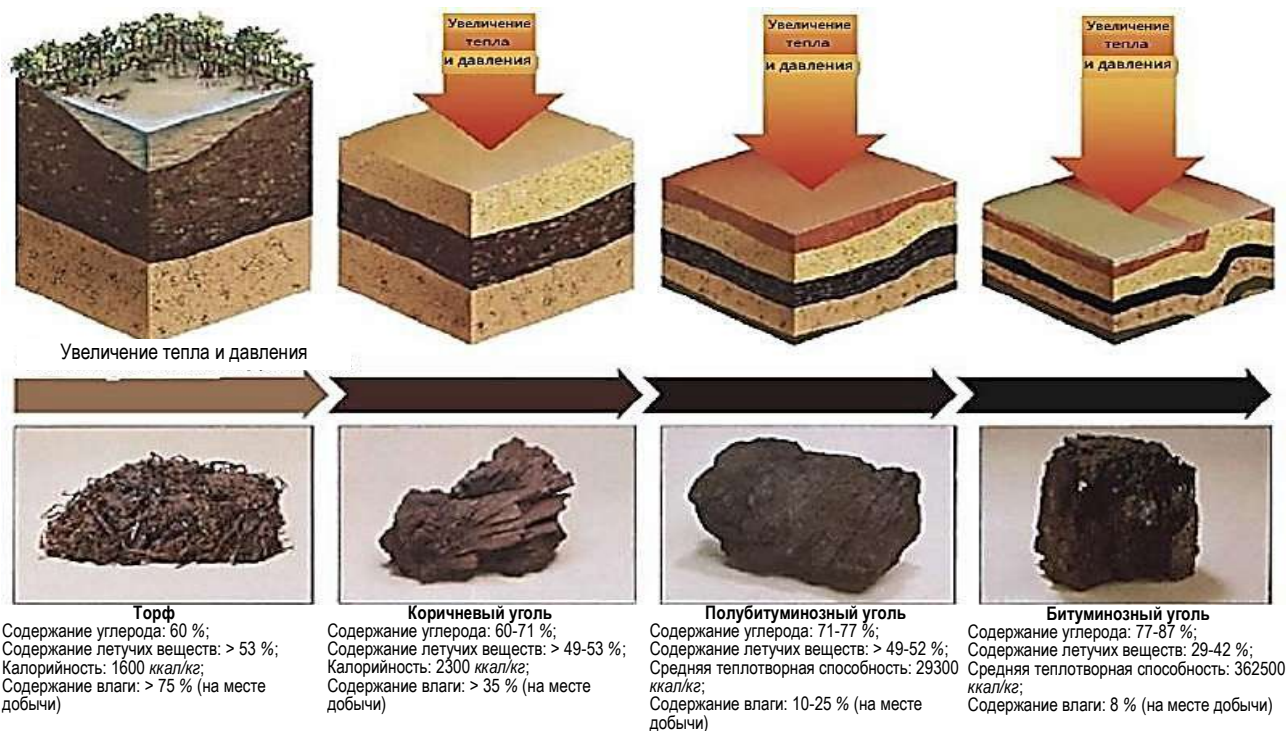 Увеличение
тепла
и давления
Увеличение
тепла
и давления
Увеличение
тепла
и давления
Увеличение тепла и давления
Торф
Содержание углерода: 60 %;
Содержание летучих веществ: > 53 %;
Калорийность: 1600 ккал/кг;
Содержание влаги: > 75 % (на месте
добычи)
Коричневый уголь
Содержание углерода: 60-71 %;
Содержание летучих веществ: > 49-53 %;
Калорийность: 2300 ккал/кг;
Содержание влаги: > 35 % (на месте
добычи)
Полубитуминозный уголь
Содержание углерода: 71-77 %;
Содержание летучих веществ: > 49-52 %;
Средняя теплотворная способность: 29300
ккал/кг;
Содержание влаги: 10-25 % (на месте
добычи)
Битуминозный уголь
Содержание углерода: 77-87 %;
Содержание летучих веществ: 29-42 %;
Средняя теплотворная способность: 362500
ккал/кг;
Содержание влаги: 8 % (на месте добычи)